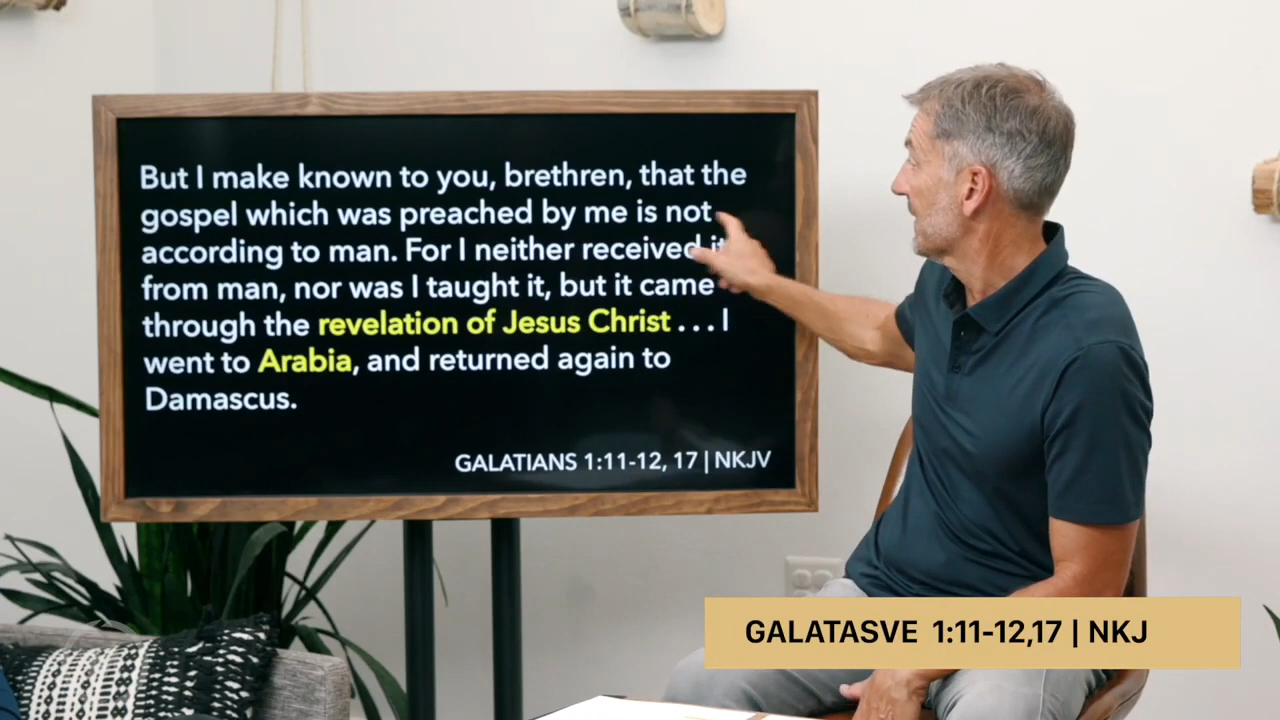 But I make known to you, brethren, that the
gospel which was preached by me is not
according to man. For I neither received it
from man, nor was I taught it, but it came
through the revelation of Jesus Christ . . . I
went to Arabia, and returned again to
Damascus.
GALATIANS 1:11-12, 17 | NKJV
GALATASVE 1:11-12,17 | NKJ